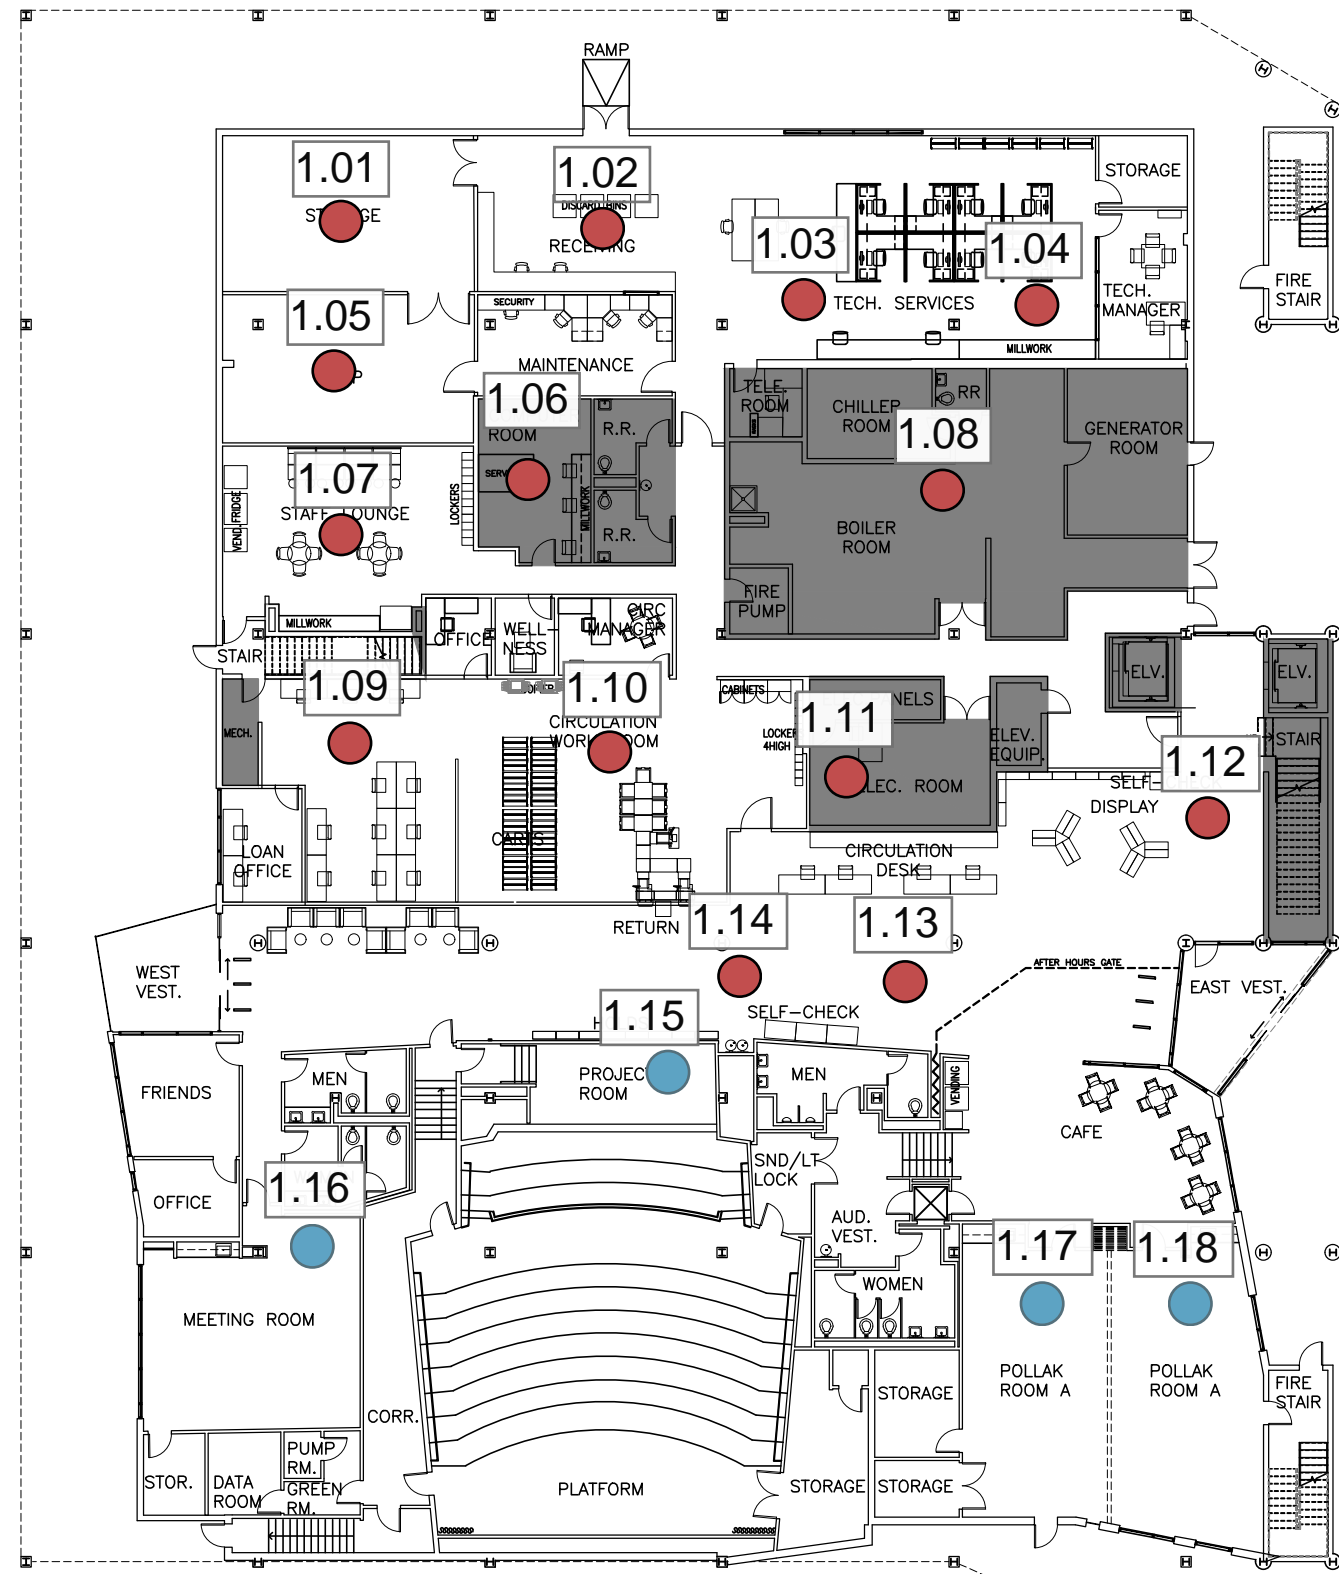 RAMP
1.01
1.02
DISCARD BINS
RECEIVING
STORAGE
1.03
1.04
TECH. SERVICES
TECH.
MANAGER
FIRE
STAIR
1.05
SECURITY
MAINTENANCE
MILLWORK
1.06
ROOM
R.R.
MILLWORK
R.R.
TELE.
ROOM
CHILLER
ROOM
RR
1.08
GENERATOR
ROOM
BOILER
ROOM
FIRE
PUMP
1.07
STAFF LOUNGE
VEND.
FRIDGE
LOCKERS
MILLWORK
STAIR
OFFICE
WELL-
NESS
CIRC
MANAGER
1.09
MECH.
1.10
CIRCULATION
WORKROOM
CABINETS
LOCKER
4HIGH
1.11
ELEC. ROOM
ELEV.
EQUIP.
ELV.
ELV.
STAIR
1.12
DISPLAY
LOAN
OFFICE
CARTS
CIRCULATION
DESK
RETURN
1.14
1.13
WEST
VEST.
AFTER HOURS GATE
EAST VEST.
1.15
SELF-CHECK
FRIENDS
MEN
PROJECT
ROOM
MEN
VENDING
CAFE
OFFICE
1.16
SND/LT
LOCK
AUD.
VEST.
1.17
1.18
WOMEN
MEETING ROOM
CORR.
STORAGE
POLLAK
ROOM A
POLLAK
ROOM A
FIRE
STAIR
STOR.
DATA
ROOM
PUMP
RM.
GREEN
RM.
PLATFORM
STORAGE
STORAGE